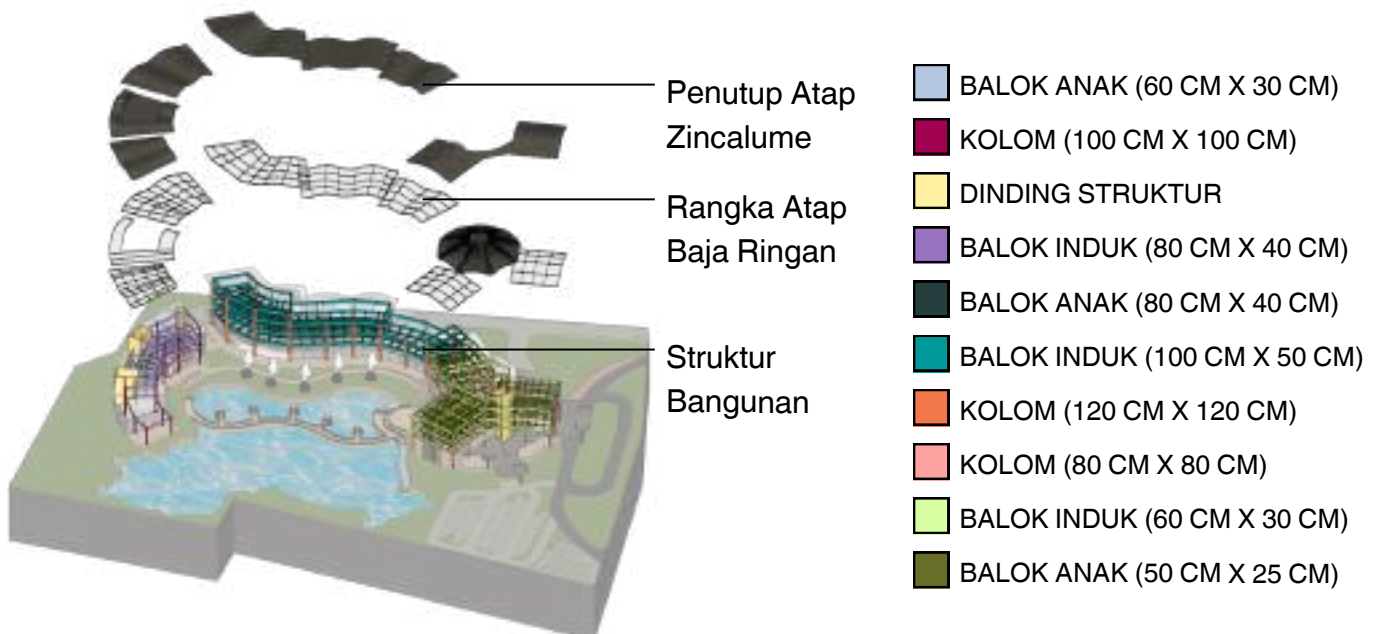 Penutup Atap
Zincalume
Rangka Atap
Baja Ringan
Struktur
Bangunan
BALOK ANAK (60 CM X 30 CM)
KOLOM (100 CM X 100 CM)
DINDING STRUKTUR
BALOK INDUK (80 CM X 40 CM)
BALOK ANAK (80 CM X 40 CM)
BALOK INDUK (100 CM X 50 CM)
KOLOM (120 CM X 120 CM)
KOLOM (80 CM X 80 CM)
BALOK INDUK (60 CM X 30 CM)
BALOK ANAK (50 CM X 25 CM)